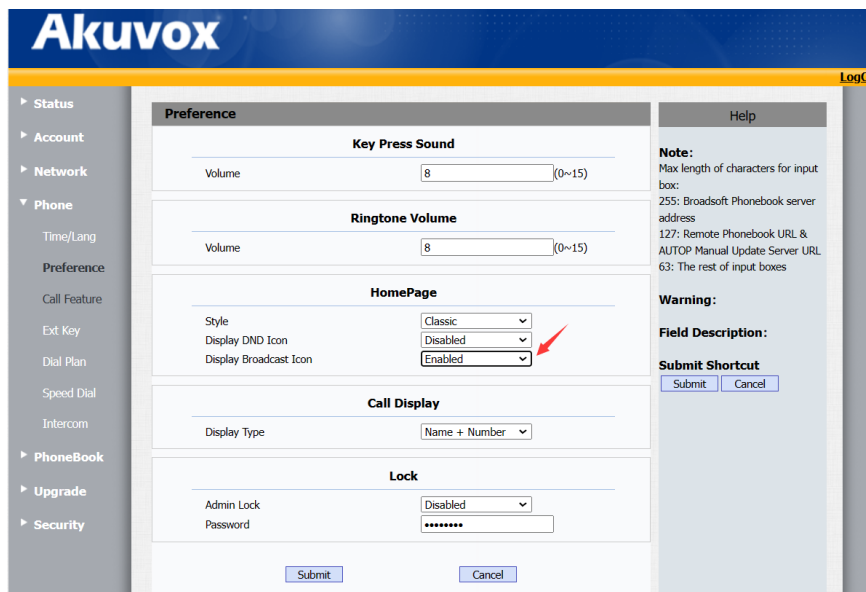 Akuvox
LogO
Status
Account
Network
Phone
Time/Lang
Preference
Call Feature
Ext Key
Dial Plan
Speed Dial
Intercom
PhoneBook
Upgrade
Security
Preference
Key Press Sound
Volume 8 (0~15)
Ringtone Volume
Volume 8 (0~15)
HomePage
Style Classic
Display DND Icon Disabled
Display Broadcast Icon Enabled
Call Display
Display Type Name + Number
Lock
Admin Lock Disabled
Password ••••••••
Submit Cancel
Help
Note:
Max length of characters for input
box:
255: Broadsoft Phonebook server
address
127: Remote Phonebook URL &
AUTOP Manual Update Server URL
63: The rest of input boxes
Warning:
Field Description:
Submit Shortcut
Submit Cancel